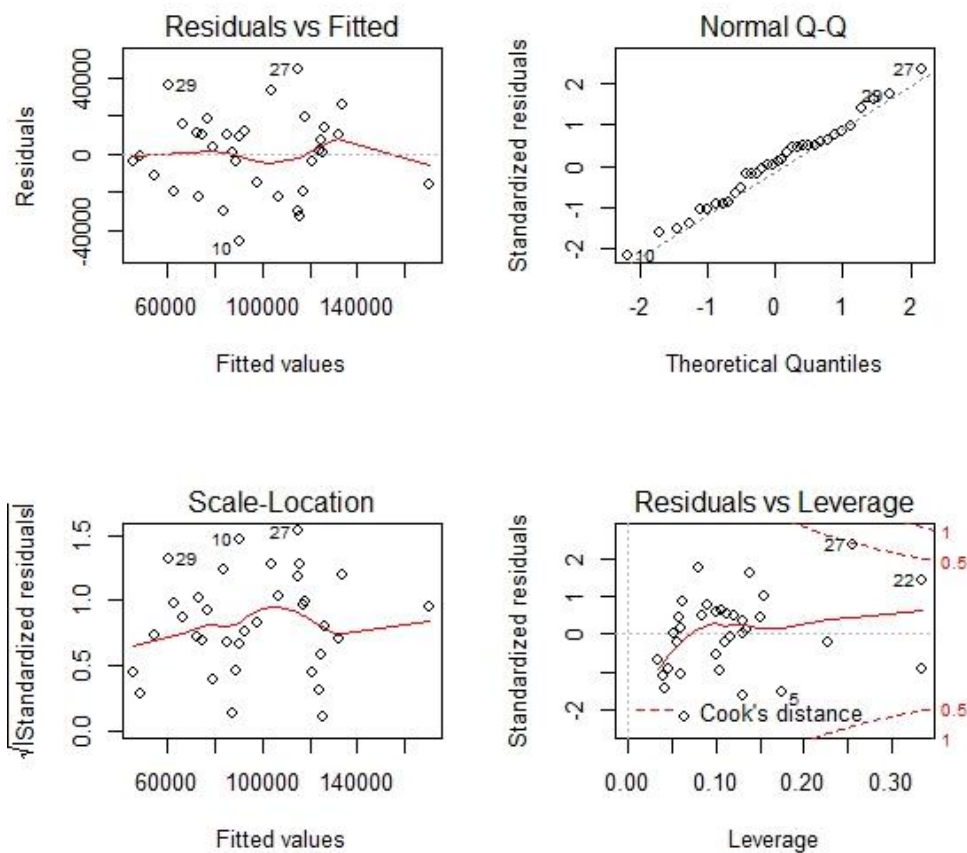 Residuals vs Fitted
Residuals
40000
0
-40000
29
27
10
60000 100000 140000
Fitted values
Normal Q-Q
Standardized residuals
2
1
0
-1
-2
27
29
10
-2 -1 0 1 2
Theoretical Quantiles
Scale-Location
√|Standardized residuals|
1.5
1.0
0.5
0.0
29
10
27
60000 100000 140000
Fitted values
Residuals vs Leverage
Standardized residuals
2
1
0
-2
27
22
5
1
0.5
0.5
1
Cook's distance
0.00 0.10 0.20 0.30
Leverage